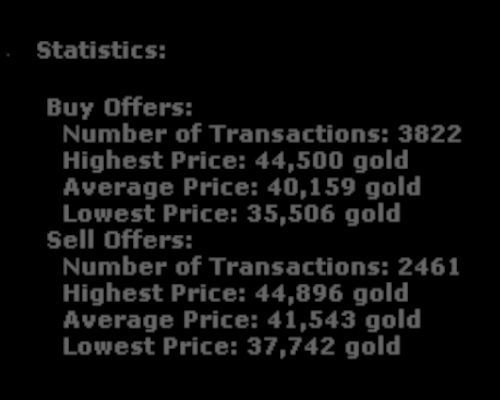 Statistics:
Buy Offers:
Number of Transactions: 3822
Highest Price: 44,500 gold
Average Price: 40,159 gold
Lowest Price: 35,506 gold
Sell Offers:
Number of Transactions: 2461
Highest Price: 44,896 gold
Average Price: 41,543 gold
Lowest Price: 37,742 gold